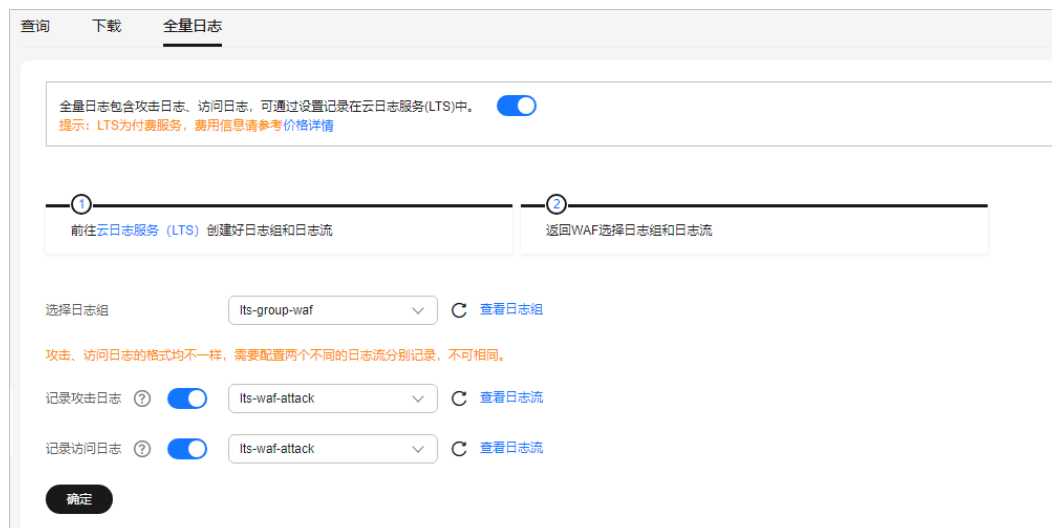 查询 下载 全量日志
全量日志包含攻击日志、访问日志，可通过设置记录在云日志服务(LTS)中。
提示：LTS为付费服务，费用信息请参考价格详情
1 2
前往云日志服务（LTS）创建好日志组和日志流 返回WAF选择日志组和日志流
选择日志组 lts-group-waf 查看日志组
攻击、访问日志的格式均不一样，需要配置两个不同的日志流分别记录，不可相同。
记录攻击日志 ? lts-waf-attack 查看日志流
记录访问日志 ? lts-waf-attack 查看日志流
确定